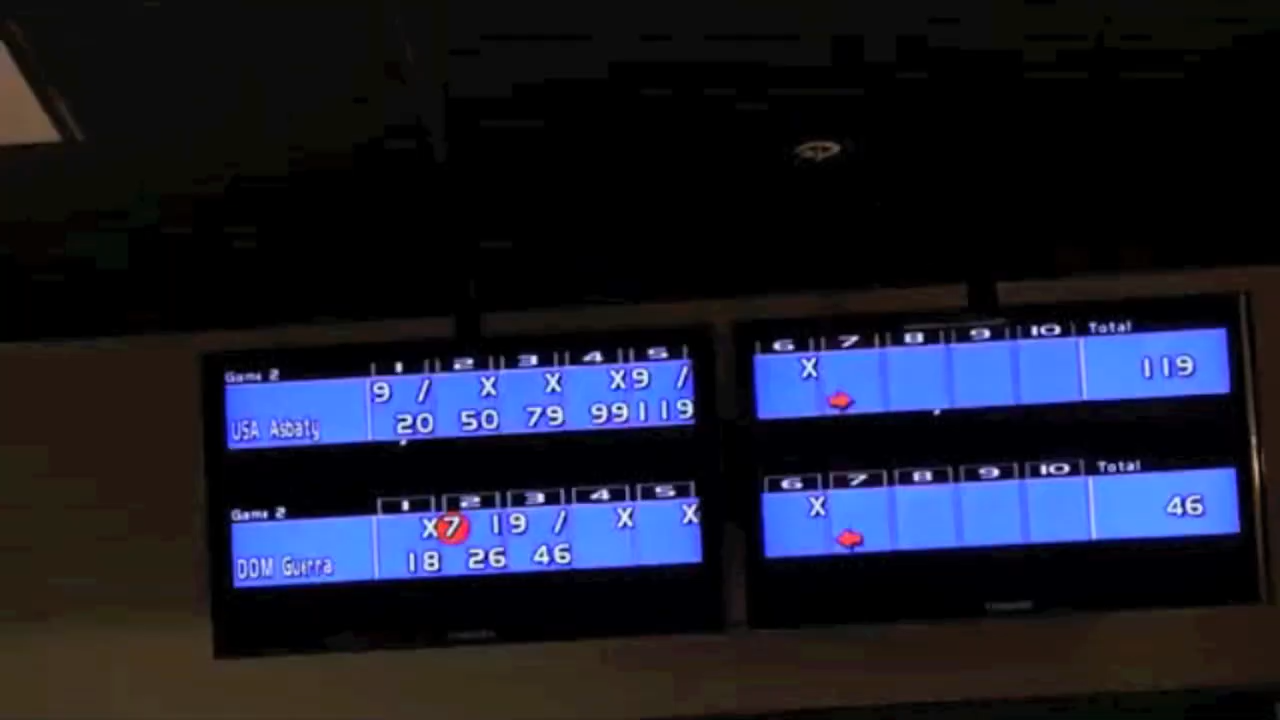 Game 2 1 2 3 4 5
9 / X X X 9 /
USA Asbaty 20 50 79 99 119
Game 2 1 2 3 4 5
X 7 1 9 / X X
DOM Guerra 18 26 46
6 7 8 9 10 Total
X 119
6 7 8 9 10 Total
X 46